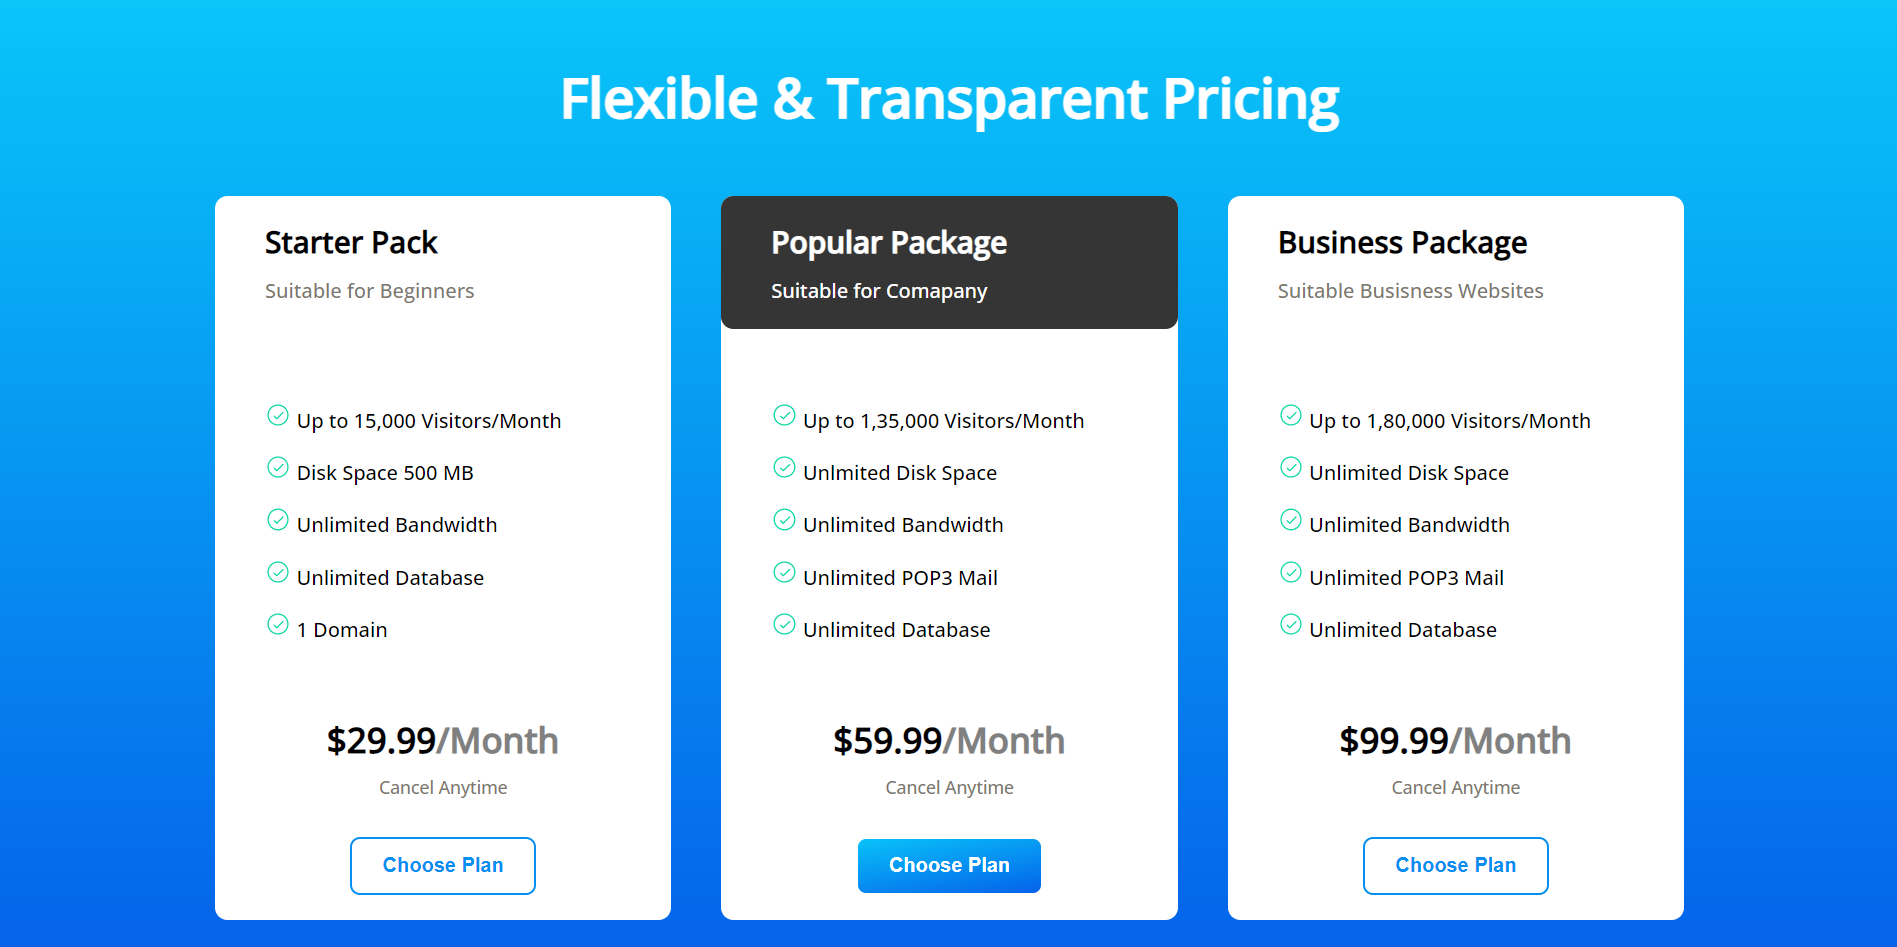 Flexible & Transparent Pricing
Starter Pack
Suitable for Beginners
Up to 15,000 Visitors/Month
Disk Space 500 MB
Unlimited Bandwidth
Unlimited Database
1 Domain
$29.99/Month
Cancel Anytime
Choose Plan
Popular Package
Suitable for Comapany
Up to 1,35,000 Visitors/Month
Unlmited Disk Space
Unlimited Bandwidth
Unlimited POP3 Mail
Unlimited Database
$59.99/Month
Cancel Anytime
Choose Plan
Business Package
Suitable Busisness Websites
Up to 1,80,000 Visitors/Month
Unlimited Disk Space
Unlimited Bandwidth
Unlimited POP3 Mail
Unlimited Database
$99.99/Month
Cancel Anytime
Choose Plan